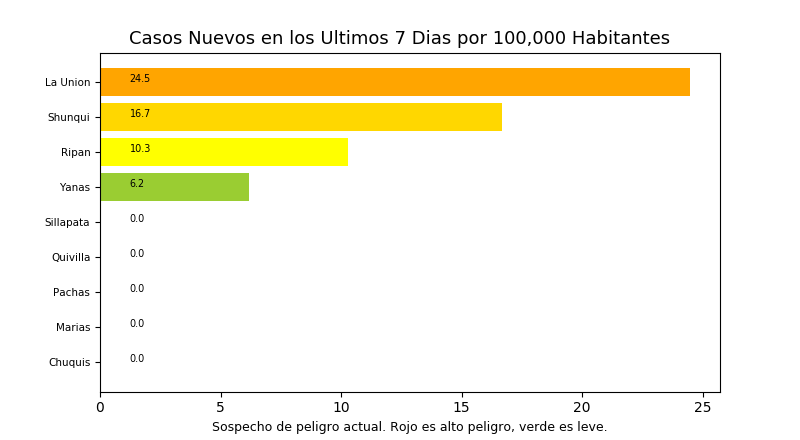 Casos Nuevos en los Ultimos 7 Dias por 100,000 Habitantes
La Union 24.5
Shunqui 16.7
Ripan 10.3
Yanas 6.2
Sillapata 0.0
Quivilla 0.0
Pachas 0.0
Marias 0.0
Chuquis 0.0
0 5 10 15 20 25
Sospecho de peligro actual. Rojo es alto peligro, verde es leve.